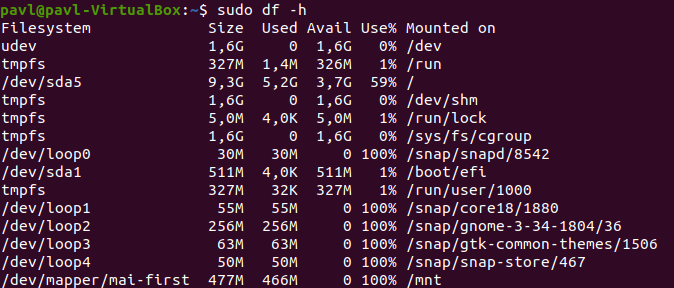 pavl@pavl-VirtualBox:~$ sudo df -h
Filesystem Size Used Avail Use% Mounted on
udev 1,6G 0 1,6G 0% /dev
tmpfs 327M 1,4M 326M 1% /run
/dev/sda5 9,3G 5,2G 3,7G 59% /
tmpfs 1,6G 0 1,6G 0% /dev/shm
tmpfs 5,0M 4,0K 5,0M 1% /run/lock
tmpfs 1,6G 0 1,6G 0% /sys/fs/cgroup
/dev/loop0 30M 30M 0 100% /snap/snapd/8542
/dev/sda1 511M 4,0K 511M 1% /boot/efi
tmpfs 327M 32K 327M 1% /run/user/1000
/dev/loop1 55M 55M 0 100% /snap/core18/1880
/dev/loop2 256M 256M 0 100% /snap/gnome-3-34-1804/36
/dev/loop3 63M 63M 0 100% /snap/gtk-common-themes/1506
/dev/loop4 50M 50M 0 100% /snap/snap-store/467
/dev/mapper/mai-first 477M 466M 0 100% /mnt